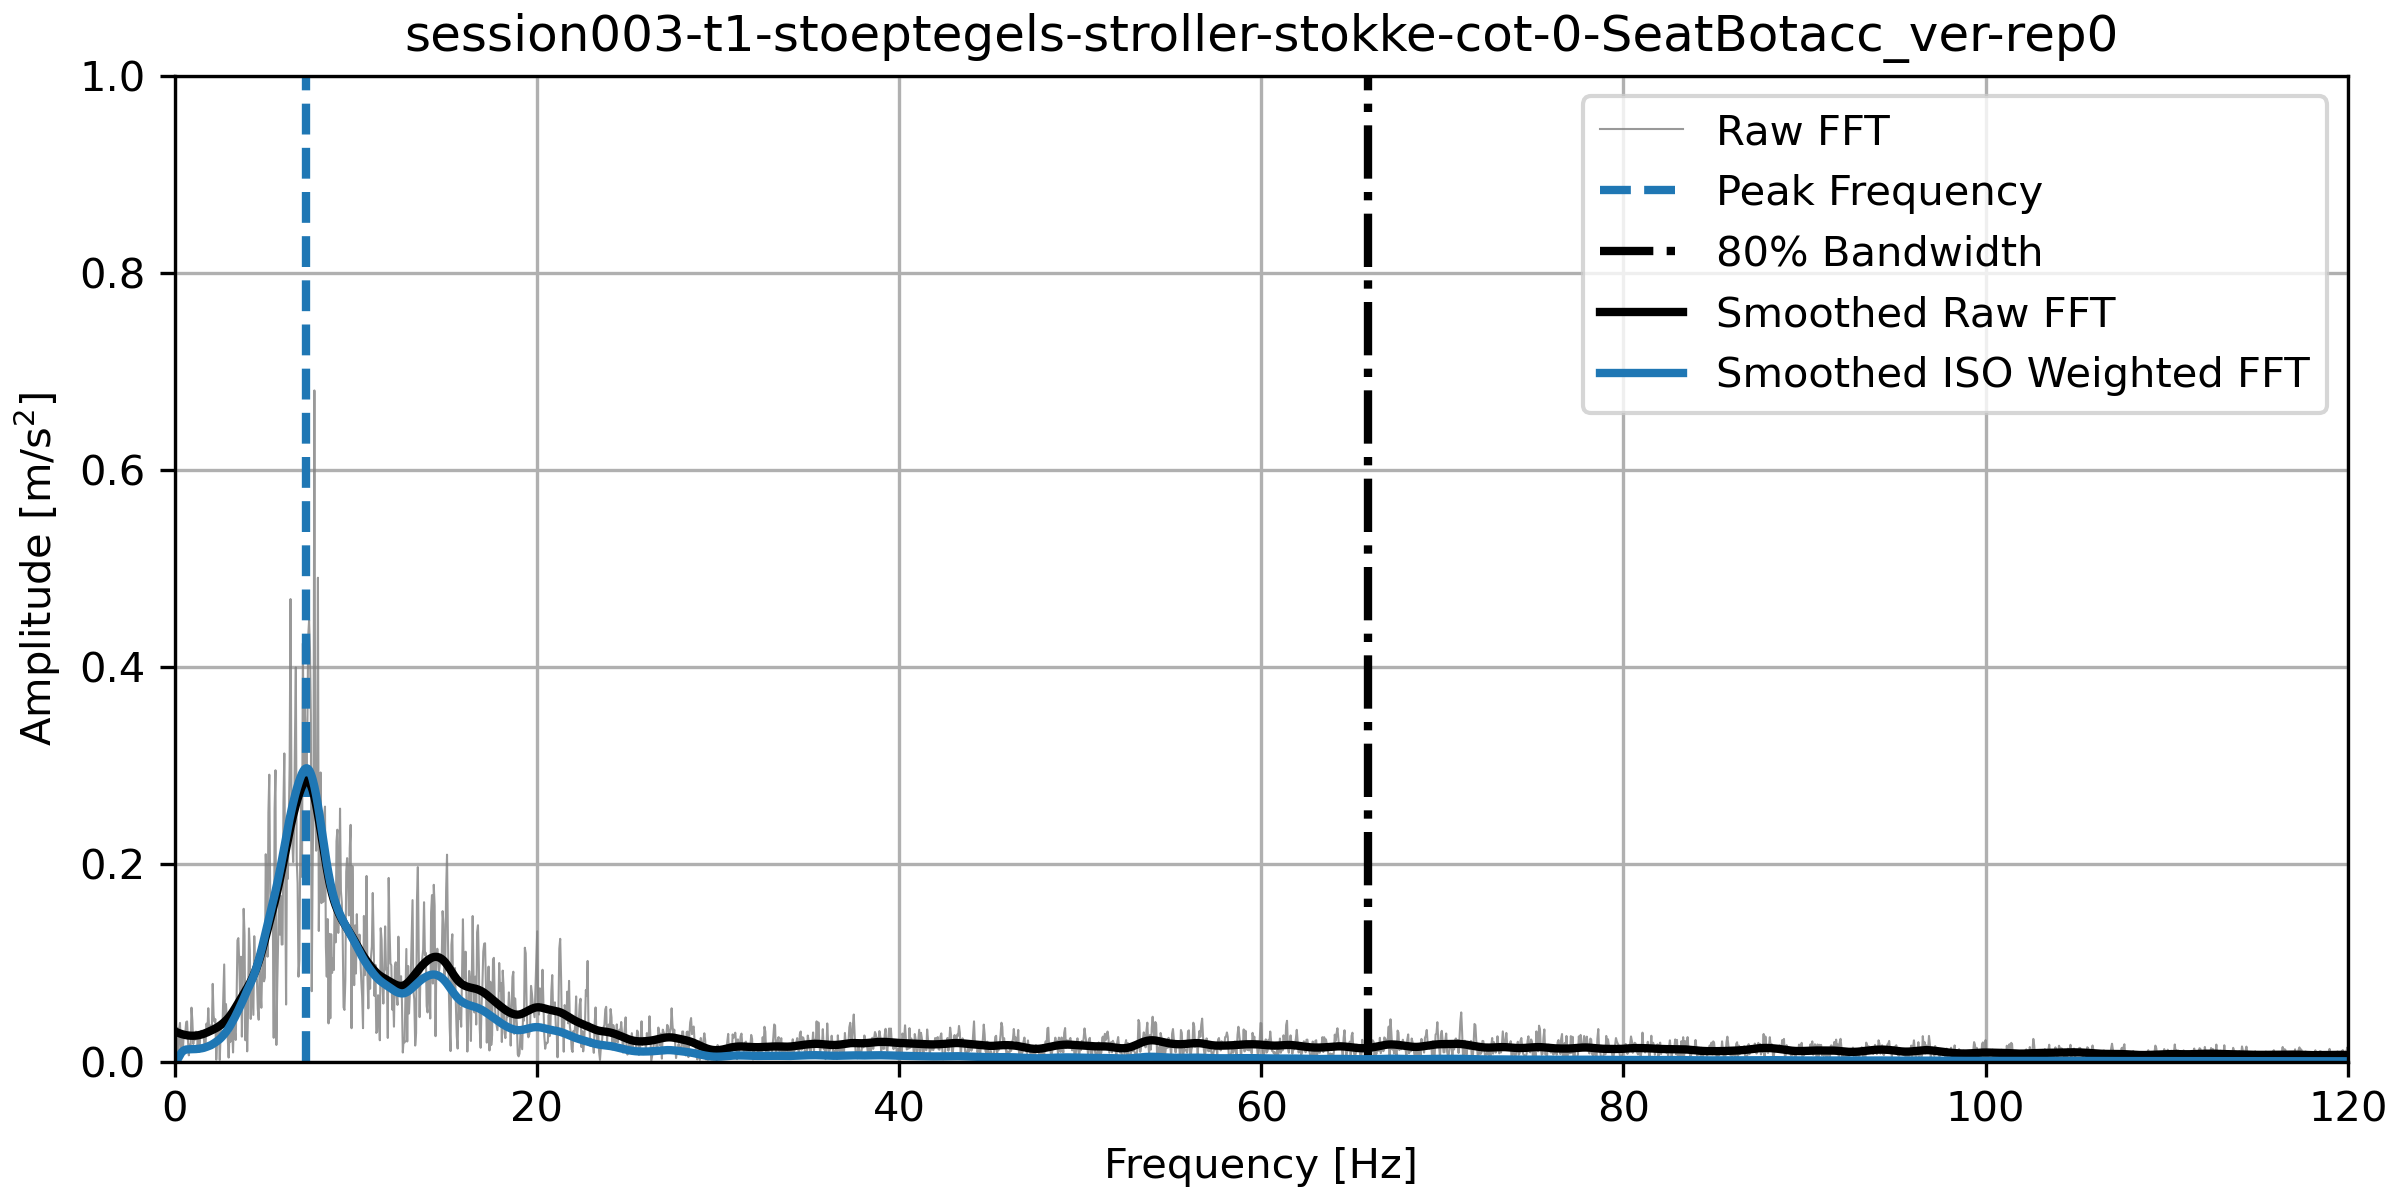 session003-t1-stoeptegels-stroller-stokke-cot-0-SeatBotacc_ver-rep0
1.0
0.8
0.6
0.4
0.2
0.0
Amplitude [m/s²]
Raw FFT
Peak Frequency
80% Bandwidth
Smoothed Raw FFT
Smoothed ISO Weighted FFT
0 20 40 60 80 100 120
Frequency [Hz]